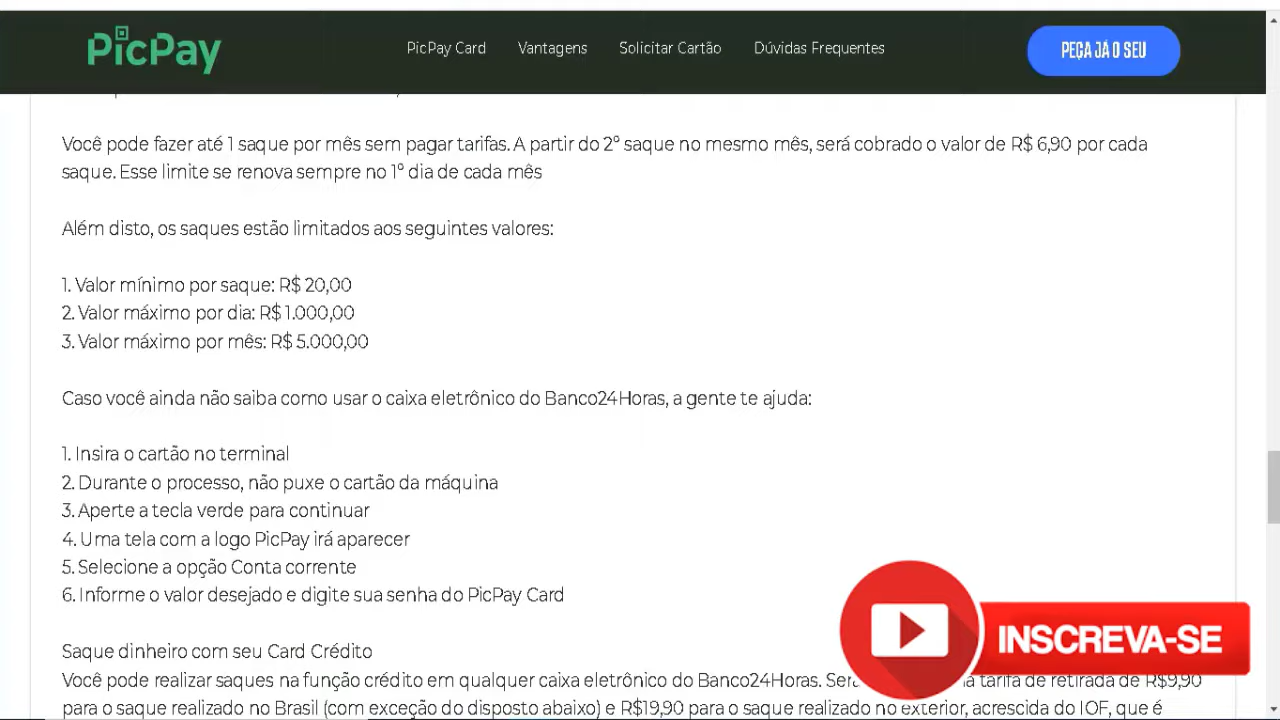 PicPay
PicPay Card
Vantagens
Solicitar Cartão
Dúvidas Frequentes
PEÇA JÁ O SEU
Você pode fazer até 1 saque por mês sem pagar tarifas. A partir do 2º saque no mesmo mês, será cobrado o valor de R$ 6,90 por cada
saque. Esse limite se renova sempre no 1º dia de cada mês
Além disto, os saques estão limitados aos seguintes valores:
1. Valor mínimo por saque: R$ 20,00
2. Valor máximo por dia: R$ 1.000,00
3. Valor máximo por mês: R$ 5.000,00
Caso você ainda não saiba como usar o caixa eletrônico do Banco24Horas, a gente te ajuda:
1. Insira o cartão no terminal
2. Durante o processo, não puxe o cartão da máquina
3. Aperte a tecla verde para continuar
4. Uma tela com a logo PicPay irá aparecer
5. Selecione a opção Conta corrente
6. Informe o valor desejado e digite sua senha do PicPay Card
INSCREVA-SE
Saque dinheiro com seu Card Crédito
Você pode realizar saques na função crédito em qualquer caixa eletrônico do Banco24Horas. tarifa de retirada de R$9,90
para o saque realizado no Brasil (com exceção do disposto abaixo) e R$19,90 para o saque realizado no exterior, acrescida do IOF, que é